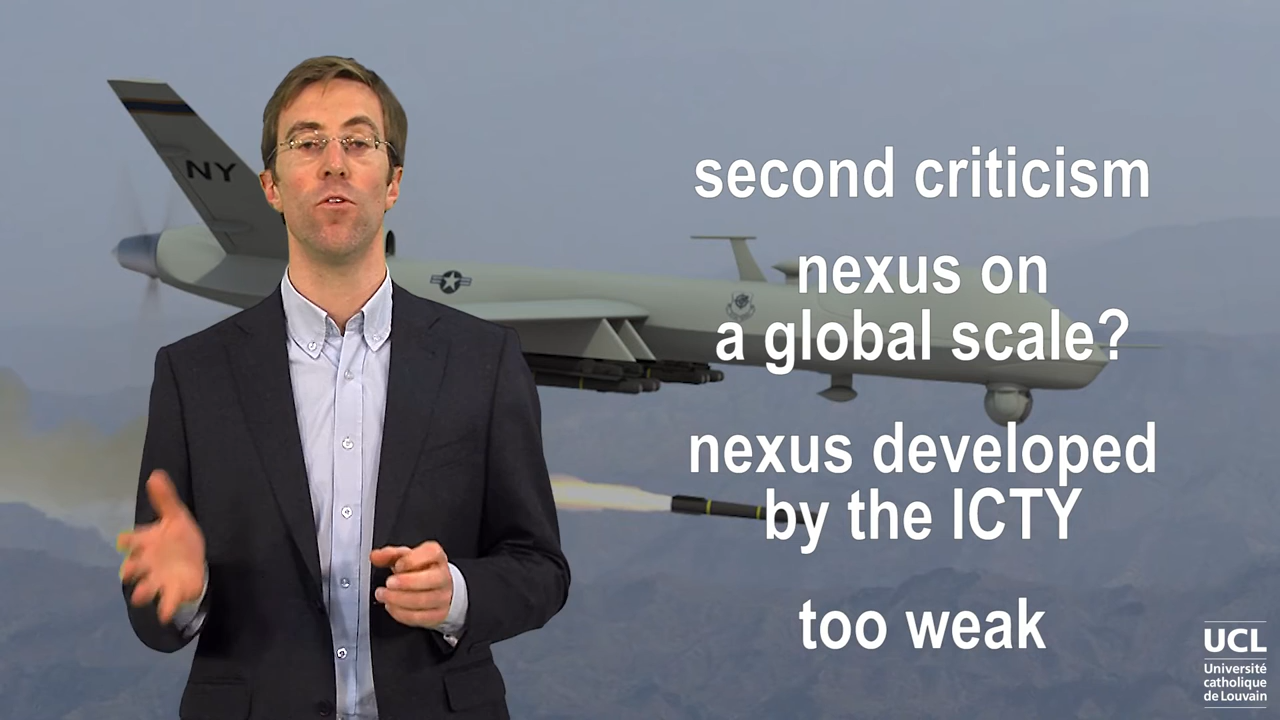 NY
second criticism
nexus on
a global scale?
nexus developed
by the ICTY
too weak
UCL
Université
catholique
de Louvain